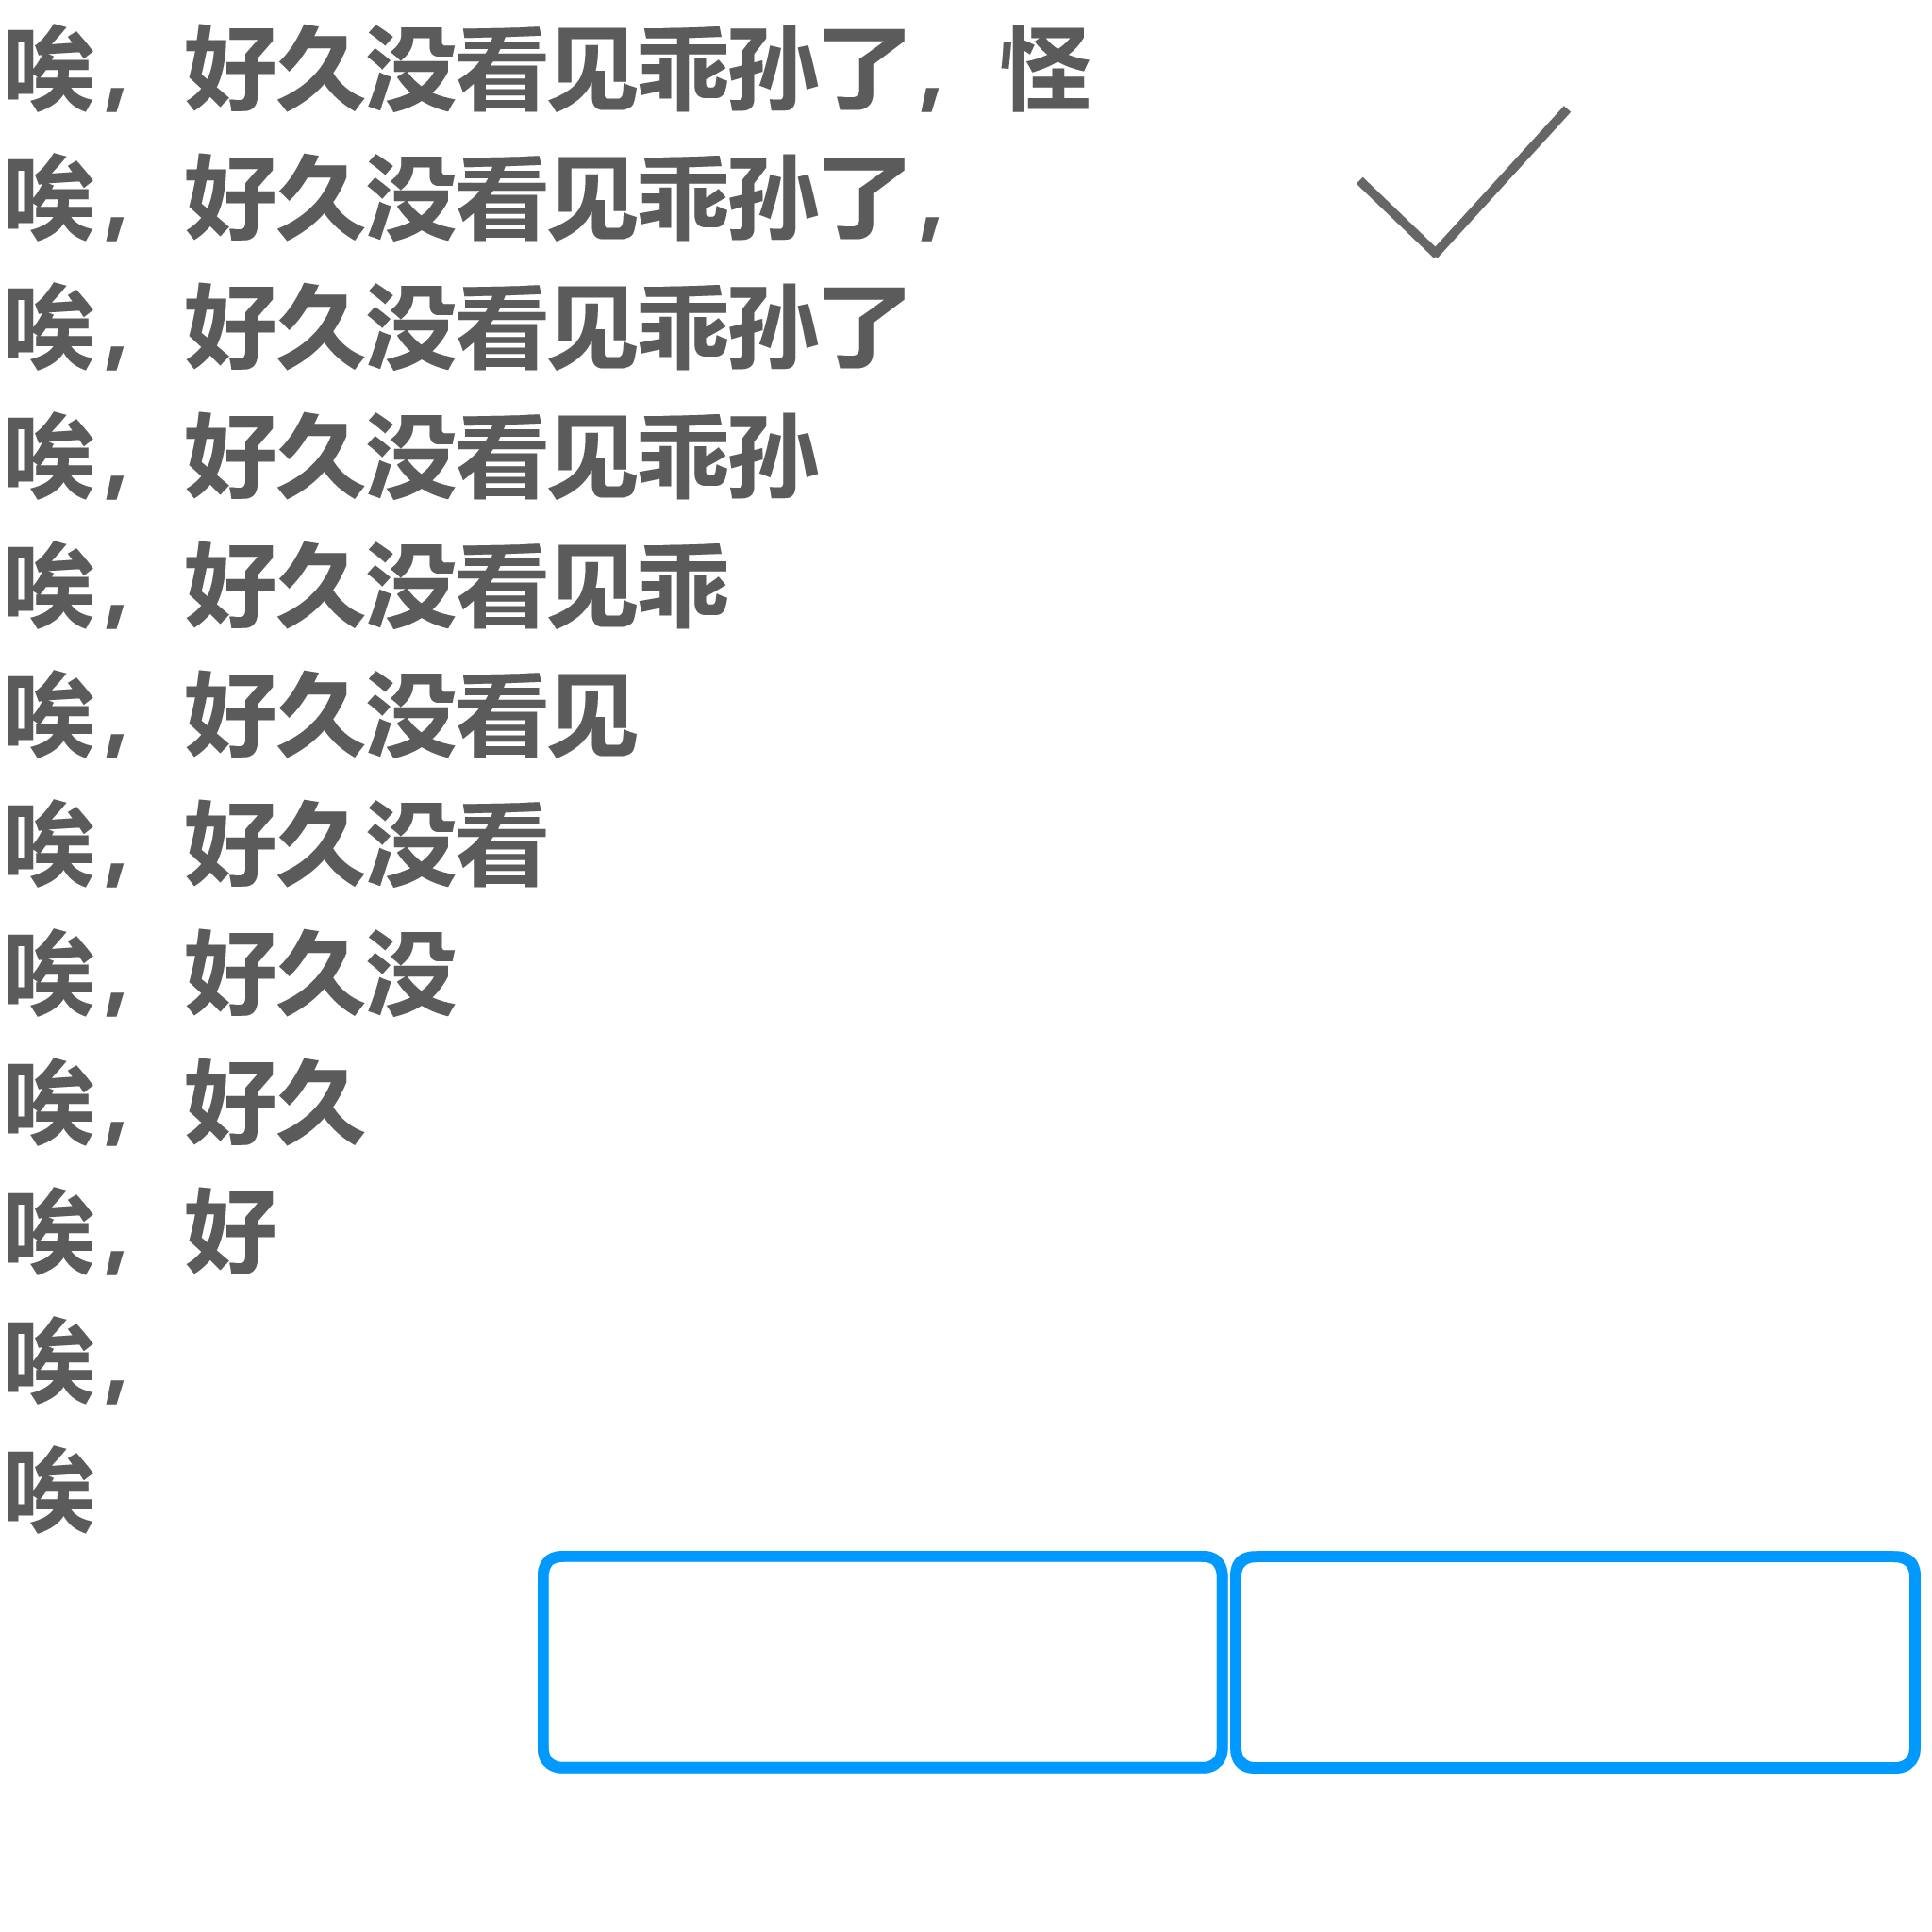 唉，好久没看见乖孙了，怪
唉，好久没看见乖孙了，
唉，好久没看见乖孙了
唉，好久没看见乖孙
唉，好久没看见乖
唉，好久没看见
唉，好久没看
唉，好久没
唉，好久
唉，好
唉，
唉